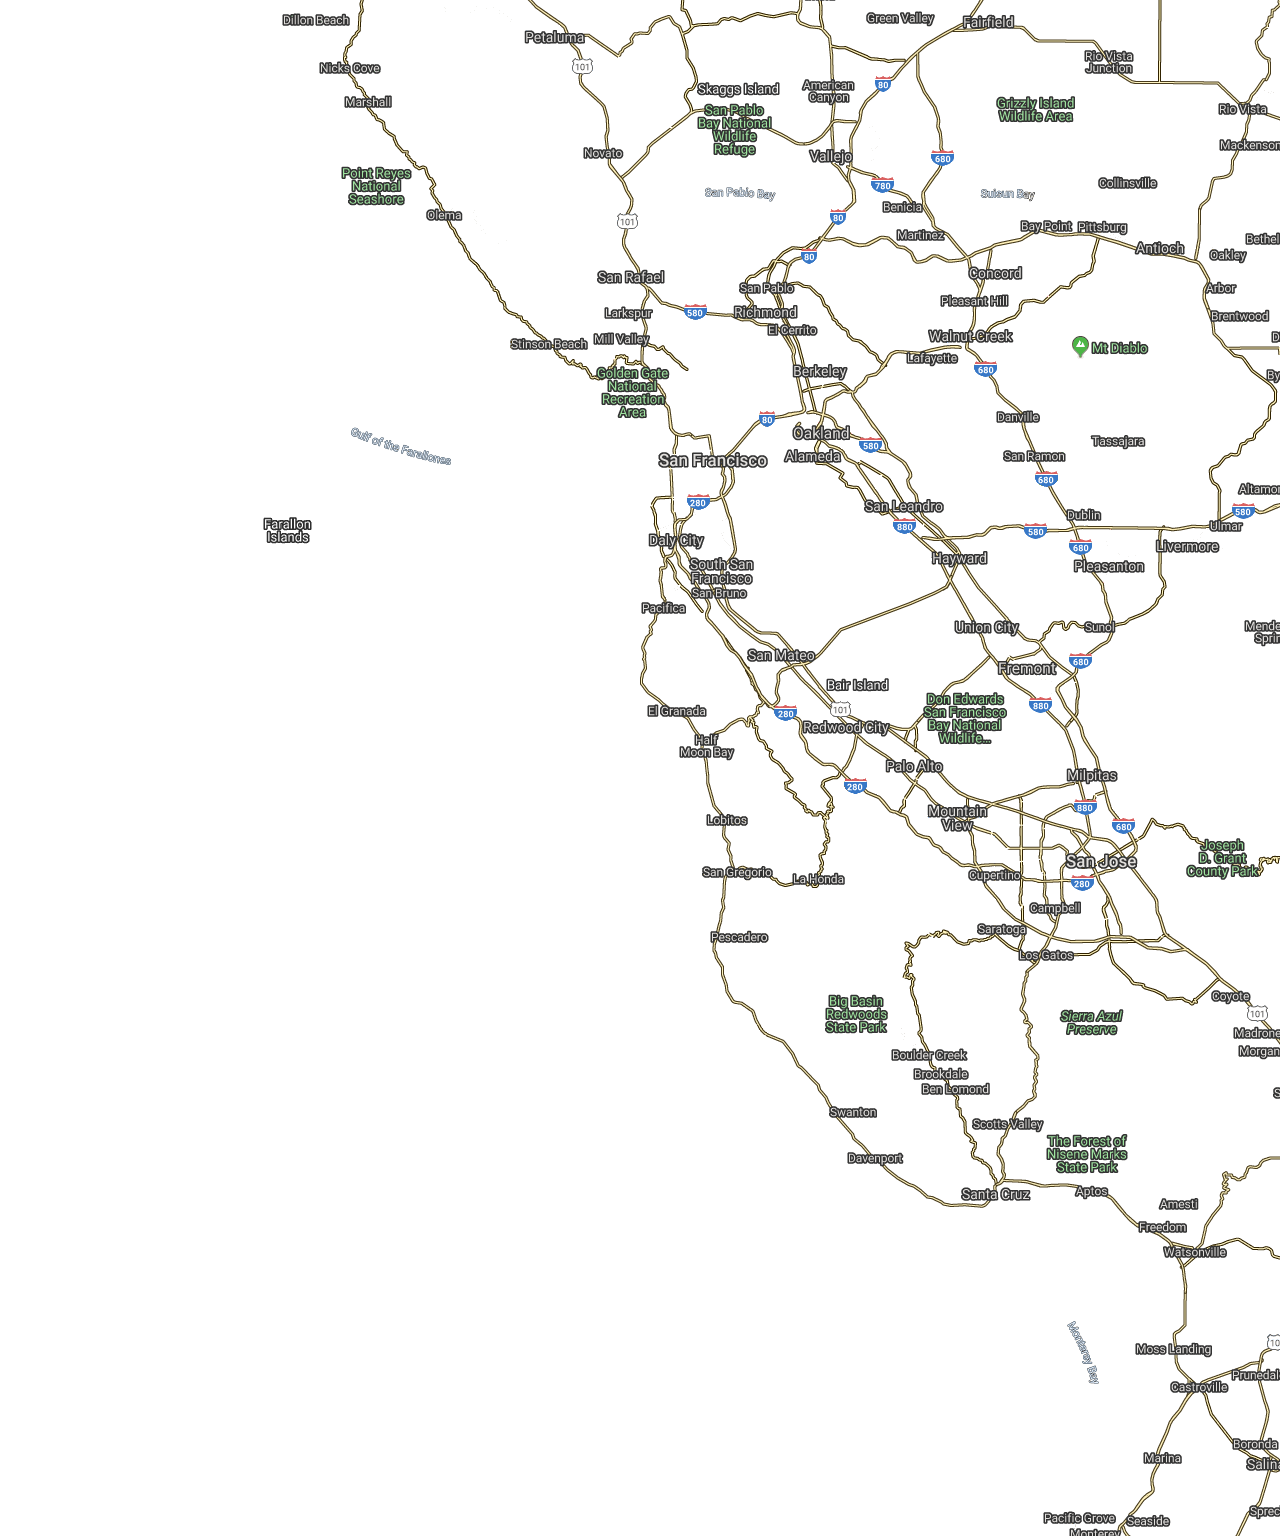 Dillon Beach
Green Valley
Fairfield
Petaluma
101
Nicks Cove
Rio Vista
Junction
American
Canyon
80
Skaggs Island
Marshall
Grizzly Island
Wildlife Area
Rio Vista
San Pablo
Bay National
Wildlife
Refuge
Mackenson
Novato
Vallejo
680
Point Reyes
National
Seashore
780
Collinsville
San Pablo Bay
Suisun Bay
Olema
Benicia
101
80
Bay Point
Pittsburg
Martinez
Bethel
Antioch
Oakley
80
San Rafael
Concord
San Pablo
Arbor
Pleasant Hill
Larkspur
580
Richmond
Brentwood
El Cerrito
Mill Valley
Walnut Creek
Stinson Beach
Mt Diablo
Lafayette
680
Berkeley
By
Golden Gate
National
Recreation
Area
80
Danville
Oakland
580
Tassajara
Gulf of the Farallones
San Francisco
Alameda
San Ramon
680
Altamon
280
San Leandro
580
Dublin
Farallon
Islands
880
580
Ulmar
Daly City
680
Livermore
Hayward
South San
Francisco
Pleasanton
San Bruno
Pacifica
Union City
Sunol
Mende
Sprin
San Mateo
680
Fremont
Bair Island
Don Edwards
San Francisco
Bay National
Wildlife...
El Granada
280
101
880
Redwood City
Half
Moon Bay
Palo Alto
Milpitas
280
880
Mountain
View
Lobitos
680
Joseph
D. Grant
County Park
San Jose
San Gregorio
La Honda
Cupertino
280
Campbell
Saratoga
Pescadero
Los Gatos
Coyote
Big Basin
Redwoods
State Park
Sierra Azul
Preserve
101
Madrone
Morgan
Boulder Creek
Brookdale
Ben Lomond
S
Swanton
Scotts Valley
The Forest of
Nisene Marks
State Park
Davenport
Santa Cruz
Aptos
Amesti
Freedom
Watsonville
Monterey Bay
Moss Landing
10
Prunedal
Castroville
Boronda
Marina
Salin
Sprec
Pacific Grove
Seaside
Monterey